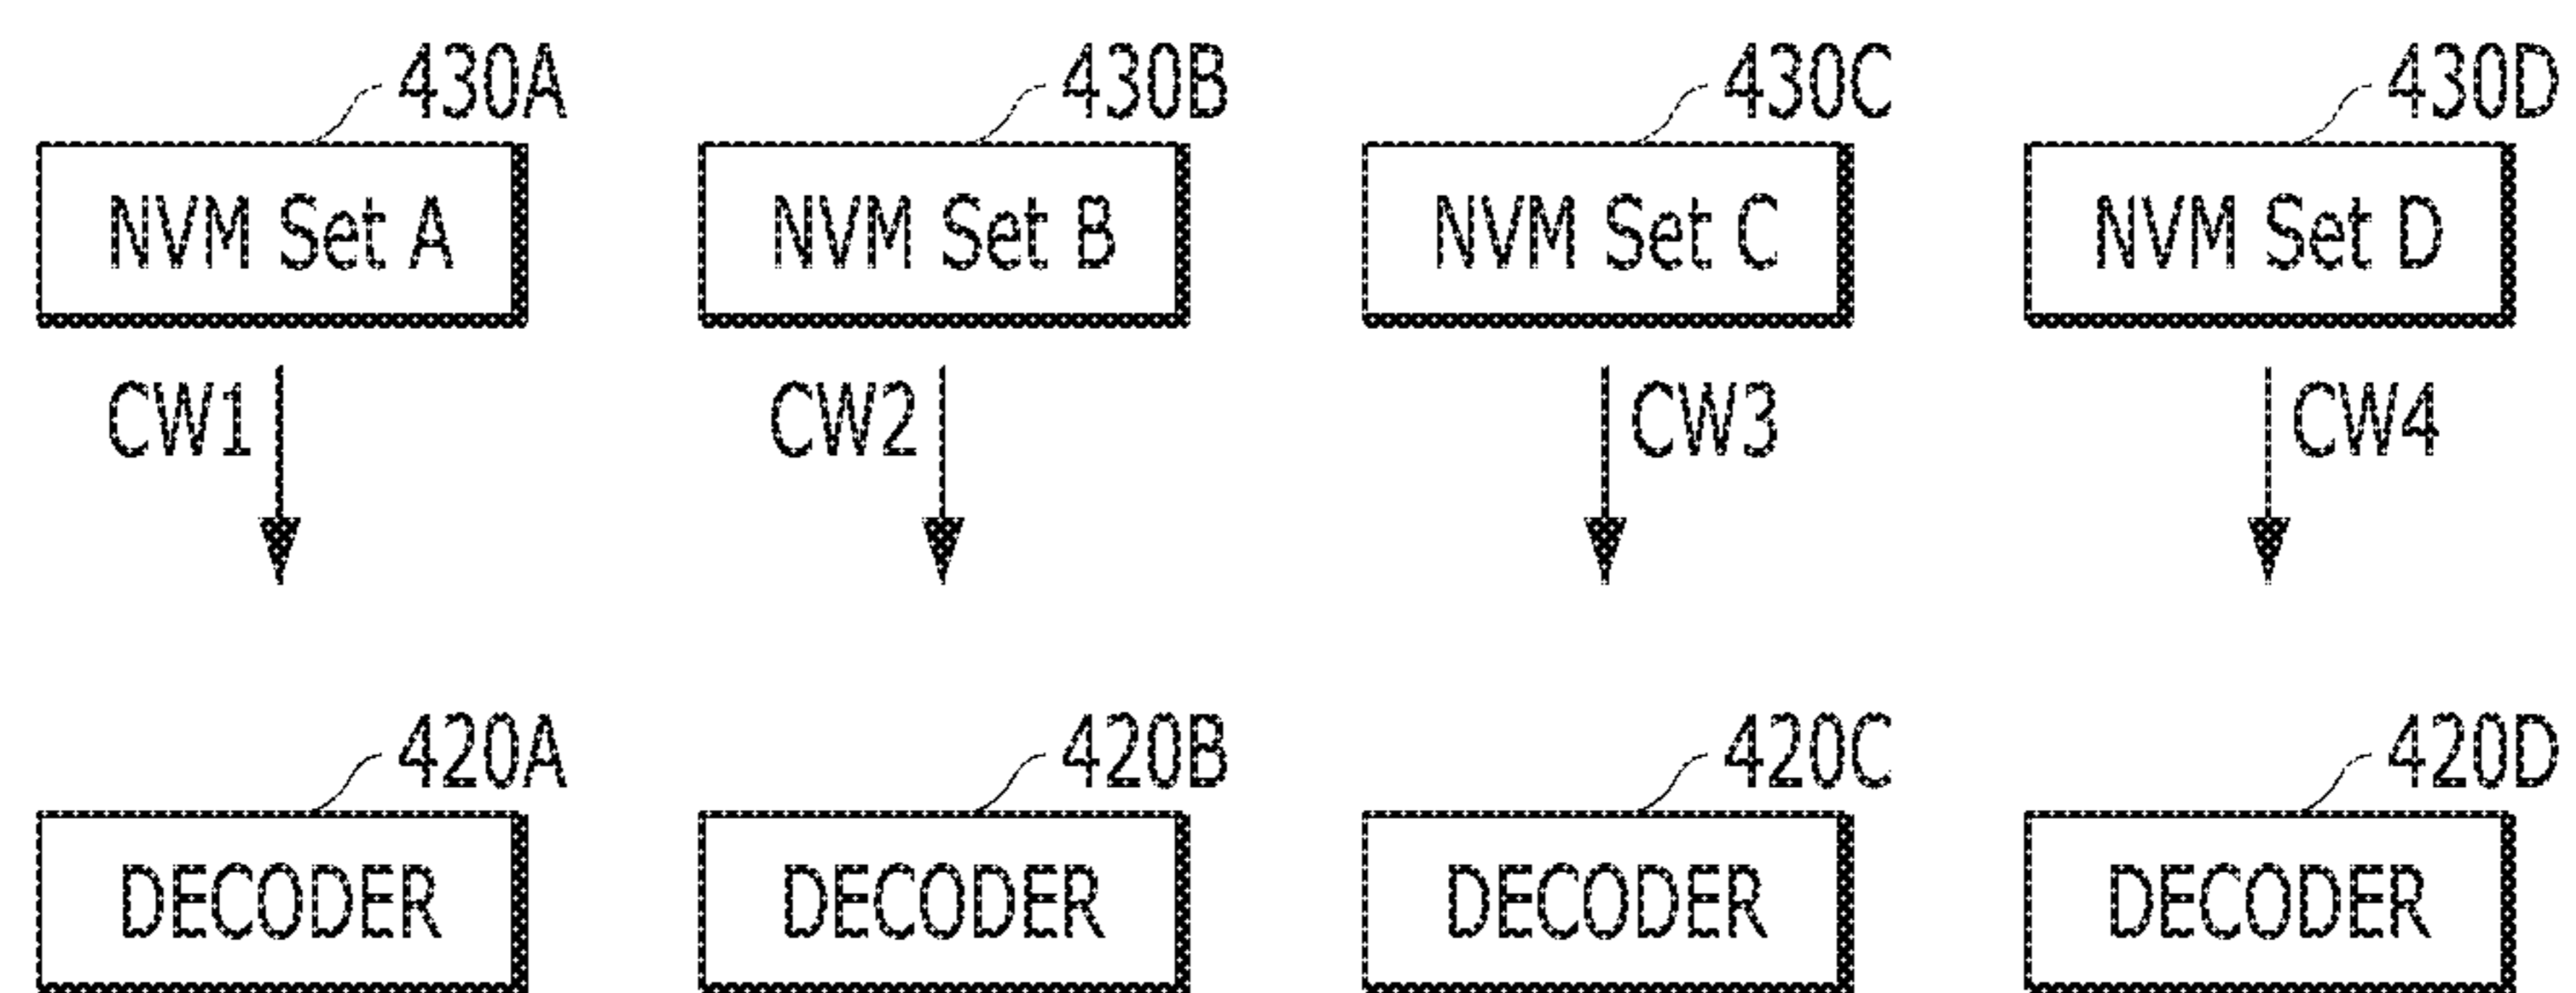 430A 430B 430C 430D
NVM Set A NVM Set B NVM Set C NVM Set D
CW1 CW2 CW3 CW4
420A 420B 420C 420D
DECODER DECODER DECODER DECODER